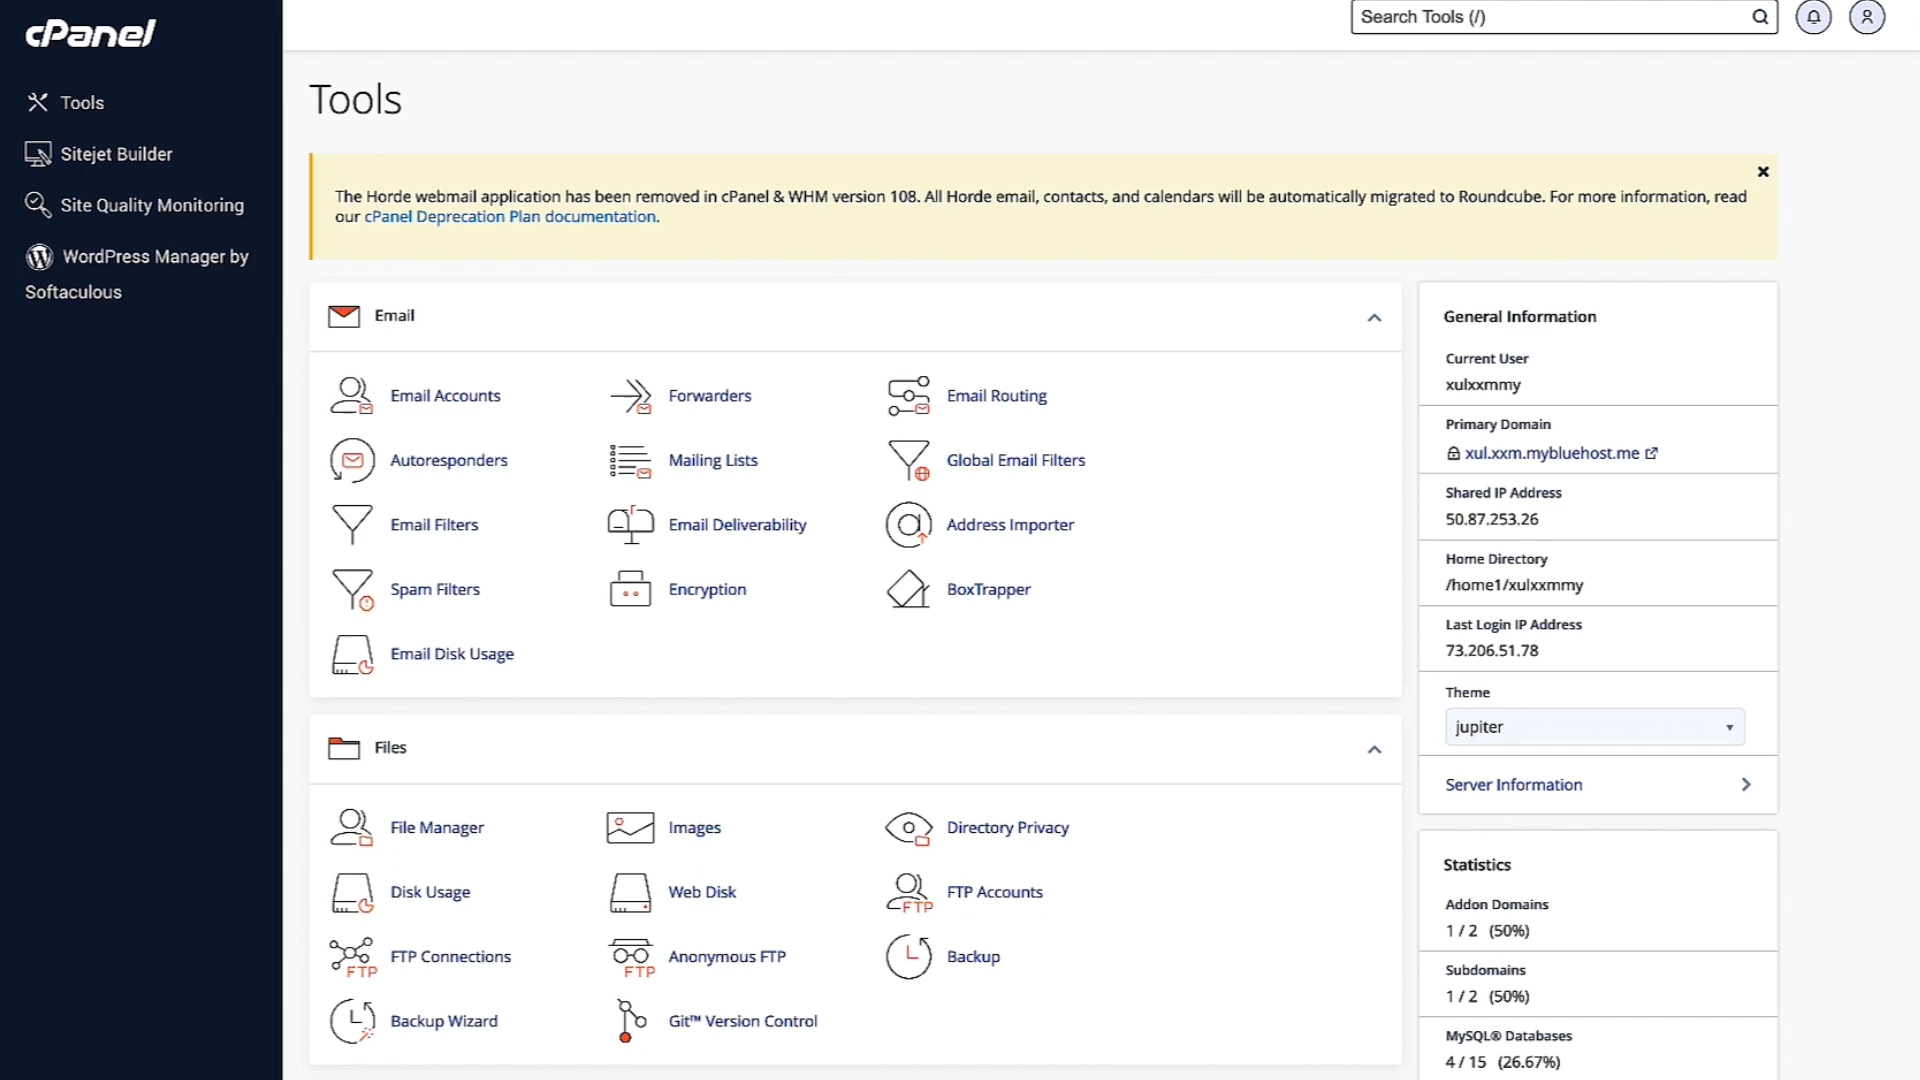 cPanel
Search Tools (/)
Tools
Sitejet Builder
Site Quality Monitoring
WordPress Manager by
Softaculous
Tools
The Horde webmail application has been removed in cPanel & WHM version 108. All Horde email, contacts, and calendars will be automatically migrated to Roundcube. For more information, read
our cPanel Deprecation Plan documentation.
Email
Email Accounts
Forwarders
Email Routing
Autoresponders
Mailing Lists
Global Email Filters
Email Filters
Email Deliverability
Address Importer
Spam Filters
Encryption
BoxTrapper
Email Disk Usage
Files
File Manager
Images
Directory Privacy
Disk Usage
Web Disk
FTP
FTP Accounts
FTP
FTP Connections
FTP
Anonymous FTP
Backup
Backup Wizard
Git™ Version Control
General Information
Current User
xulxxmmy
Primary Domain
xul.xxm.mybluehost.me
Shared IP Address
50.87.253.26
Home Directory
/home1/xulxxmmy
Last Login IP Address
73.206.51.78
Theme
jupiter
Server Information
Statistics
Addon Domains
1 / 2 (50%)
Subdomains
1 / 2 (50%)
MySQL® Databases
4 / 15 (26.67%)